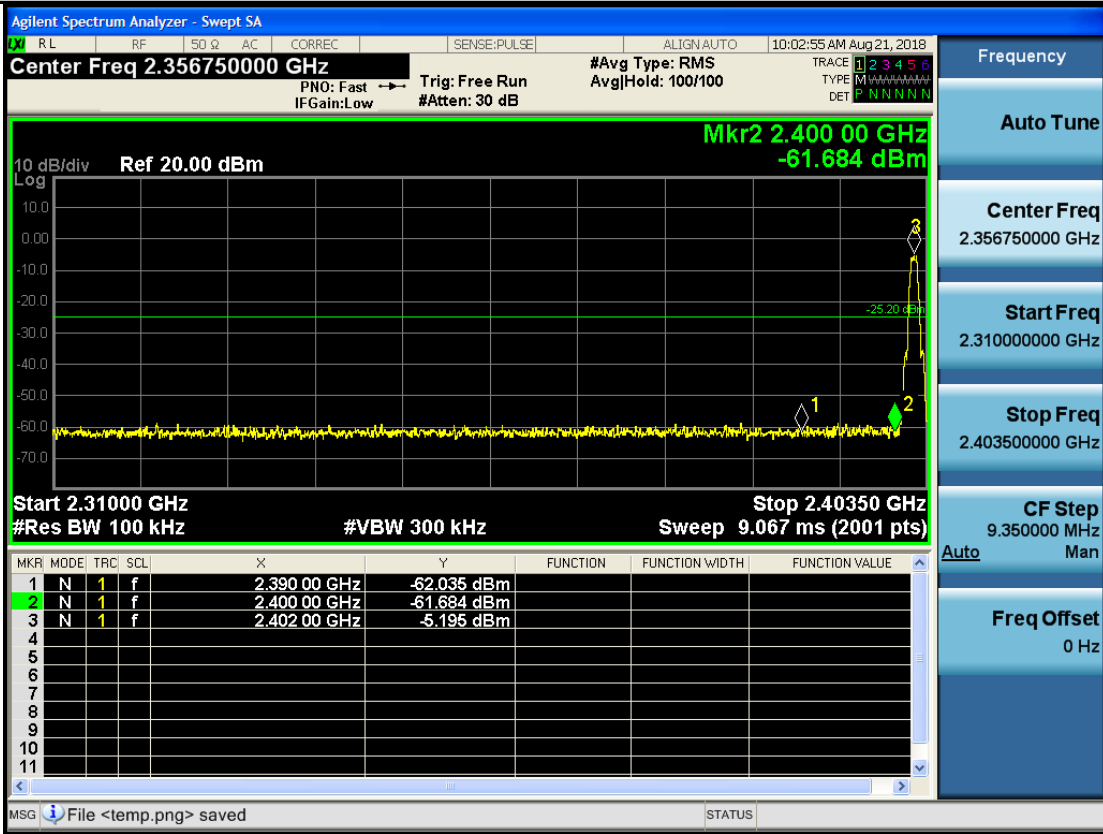 Agilent Spectrum Analyzer - Swept SA
LXI RL RF 50 Ω AC CORREC SENSE:PULSE ALIGN AUTO 10:02:55 AM Aug 21, 2018
Center Freq 2.356750000 GHz
PNO: Fast
IFGain:Low
Trig: Free Run
#Atten: 30 dB
#Avg Type: RMS
Avg|Hold: 100/100
TRACE 1 2 3 4 5 6
TYPE M
DET P N N N N N
Mkr2 2.400 00 GHz
-61.684 dBm
10 dB/div Ref 20.00 dBm
Log
10.0
0.00
-10.0
-20.0
-30.0
-40.0
-50.0
-60.0
-70.0
3
-25.20 dBm
1
2
Start 2.31000 GHz Stop 2.40350 GHz
#Res BW 100 kHz #VBW 300 kHz Sweep 9.067 ms (2001 pts)
MKR MODE TRC SCL X Y FUNCTION FUNCTION WIDTH FUNCTION VALUE
1 N 1 f 2.390 00 GHz -62.035 dBm
2 N 1 f 2.400 00 GHz -61.684 dBm
3 N 1 f 2.402 00 GHz -5.195 dBm
4
5
6
7
8
9
10
11
MSG File <temp.png> saved STATUS
Frequency
Auto Tune
Center Freq
2.356750000 GHz
Start Freq
2.310000000 GHz
Stop Freq
2.403500000 GHz
CF Step
9.350000 MHz
Auto Man
Freq Offset
0 Hz